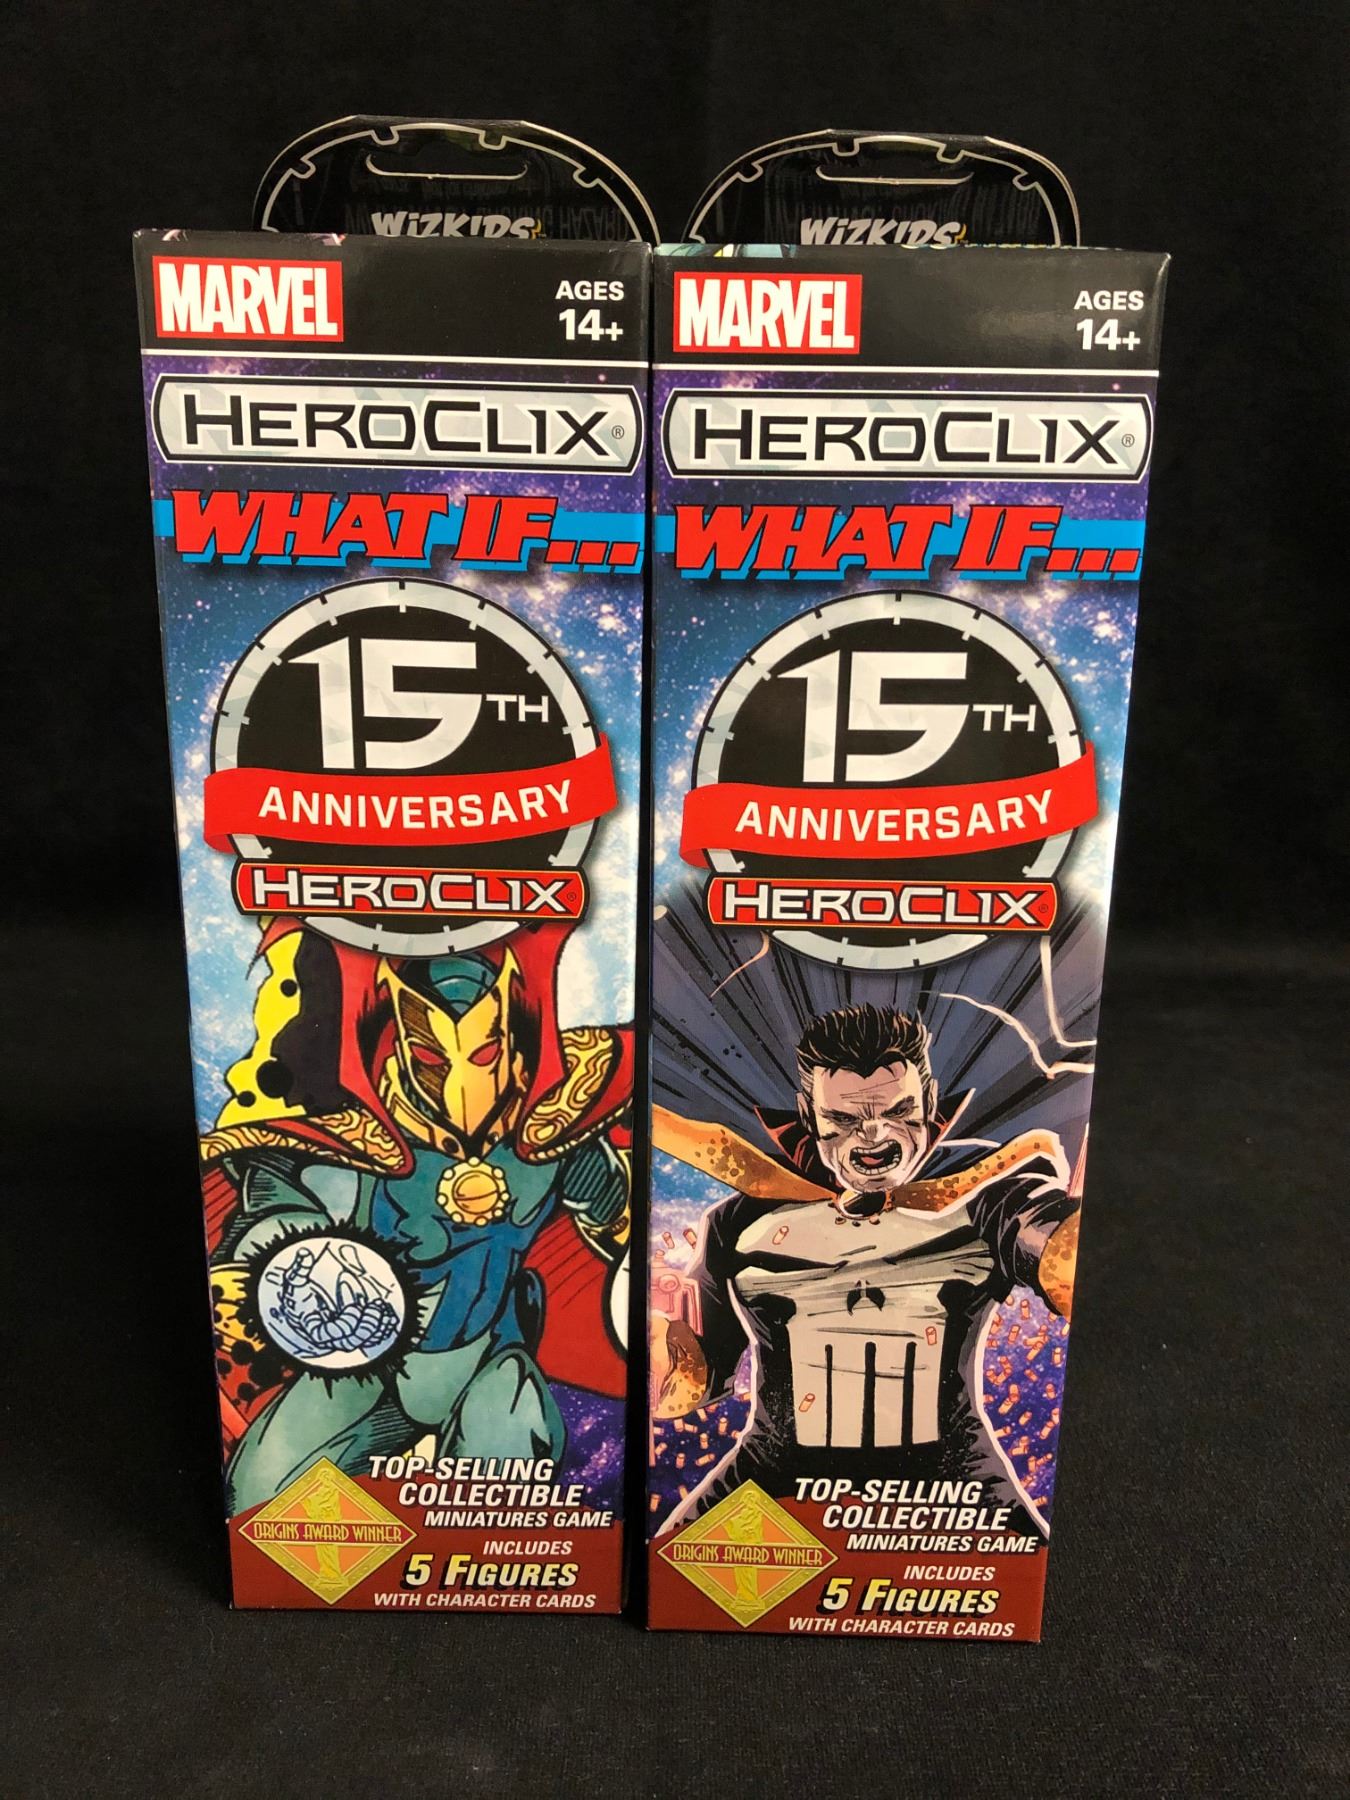 WIZKIDS
MARVEL
AGES
14+
HEROCLIX®
WHAT IF...
15TH
ANNIVERSARY
HEROCLIX®
TOP-SELLING
COLLECTIBLE
MINIATURES GAME
ORIGINS AWARD WINNER
INCLUDES
5 FIGURES
WITH CHARACTER CARDS
WIZKIDS
MARVEL
AGES
14+
HEROCLIX®
WHAT IF...
15TH
ANNIVERSARY
HEROCLIX®
TOP-SELLING
COLLECTIBLE
MINIATURES GAME
ORIGINS AWARD WINNER
INCLUDES
5 FIGURES
WITH CHARACTER CARDS